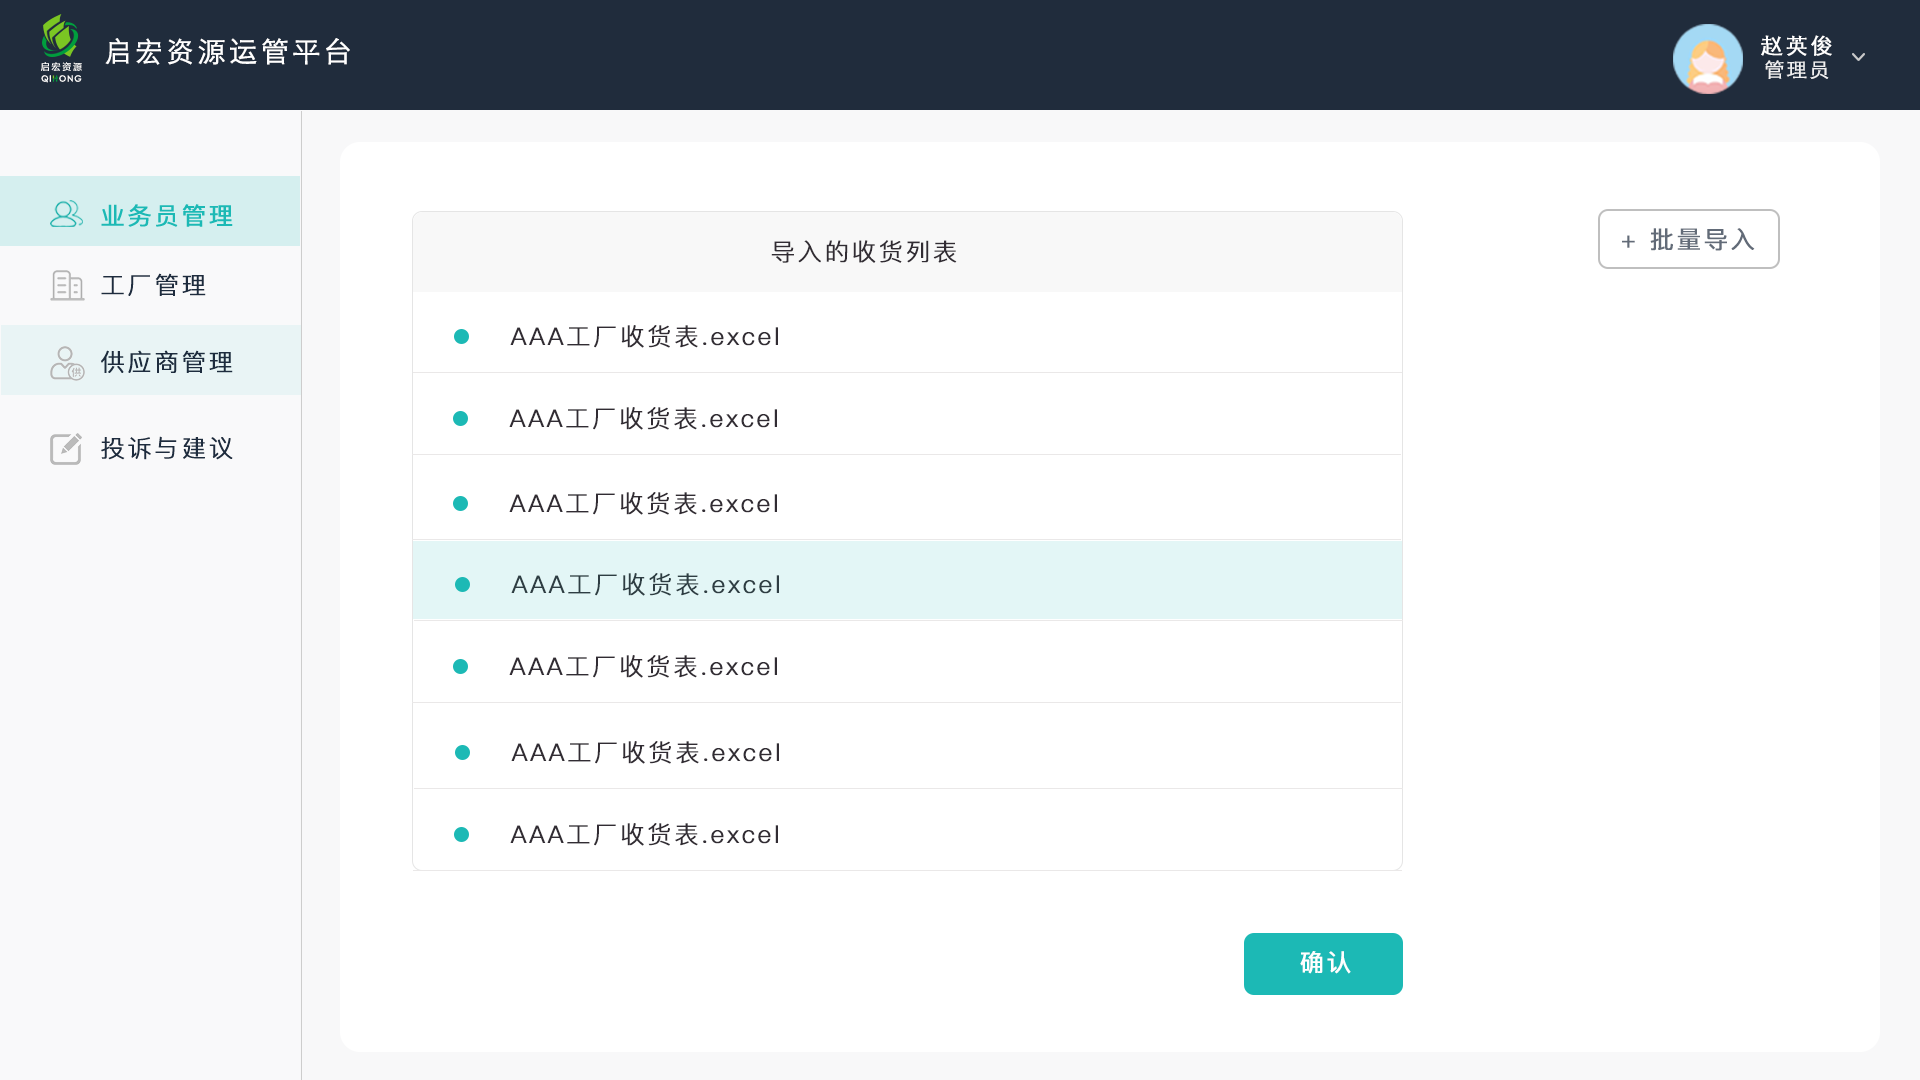 启宏资源
QIHONG
启宏资源运管平台
赵英俊
管理员
业务员管理
工厂管理
供
供应商管理
投诉与建议
导入的收货列表
+ 批量导入
AAA工厂收货表.excel
AAA工厂收货表.excel
AAA工厂收货表.excel
AAA工厂收货表.excel
AAA工厂收货表.excel
AAA工厂收货表.excel
AAA工厂收货表.excel
确认